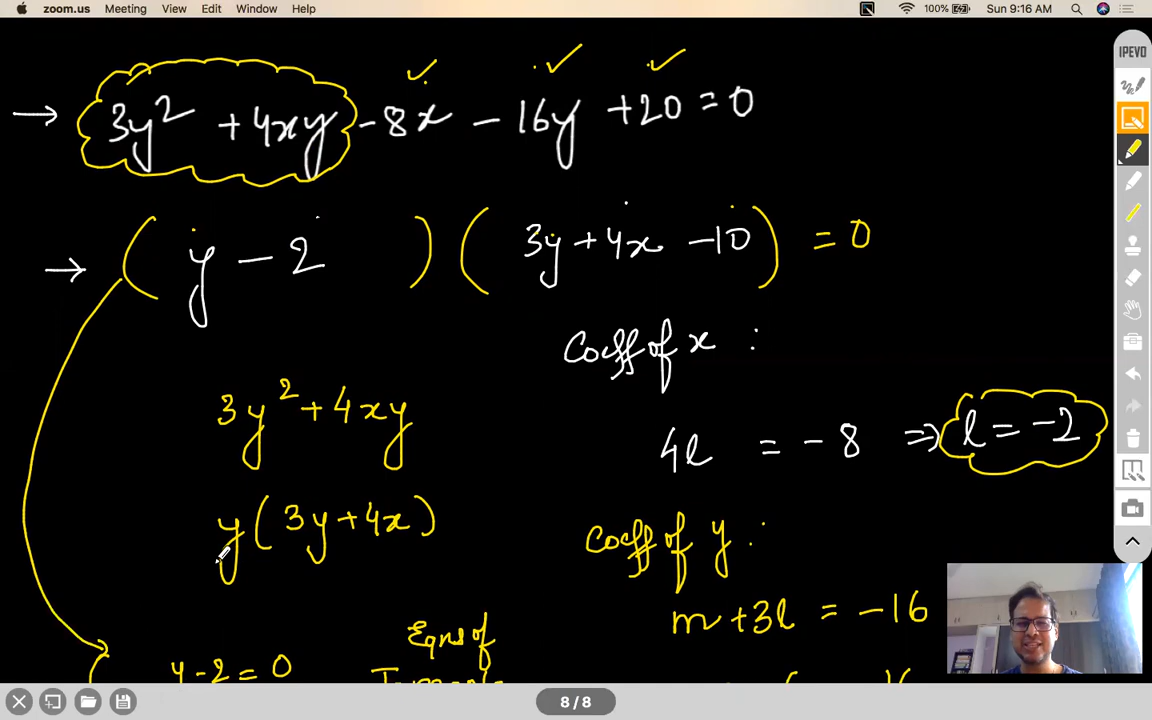 zoom.us Meeting View Edit Window Help 100% Sun 9:16 AM
IPEVO
→ 3y² + 4xy - 8x - 16y + 20 = 0
→ ( y - 2 ) ( 3y + 4x - 10 ) = 0
Coeff of x :
3y² + 4xy
4l = - 8 ⇒ l = -2
y ( 3y + 4x )
Coeff of y :
m + 3l = -16
Eqns of
y - 2 = 0
8 / 8